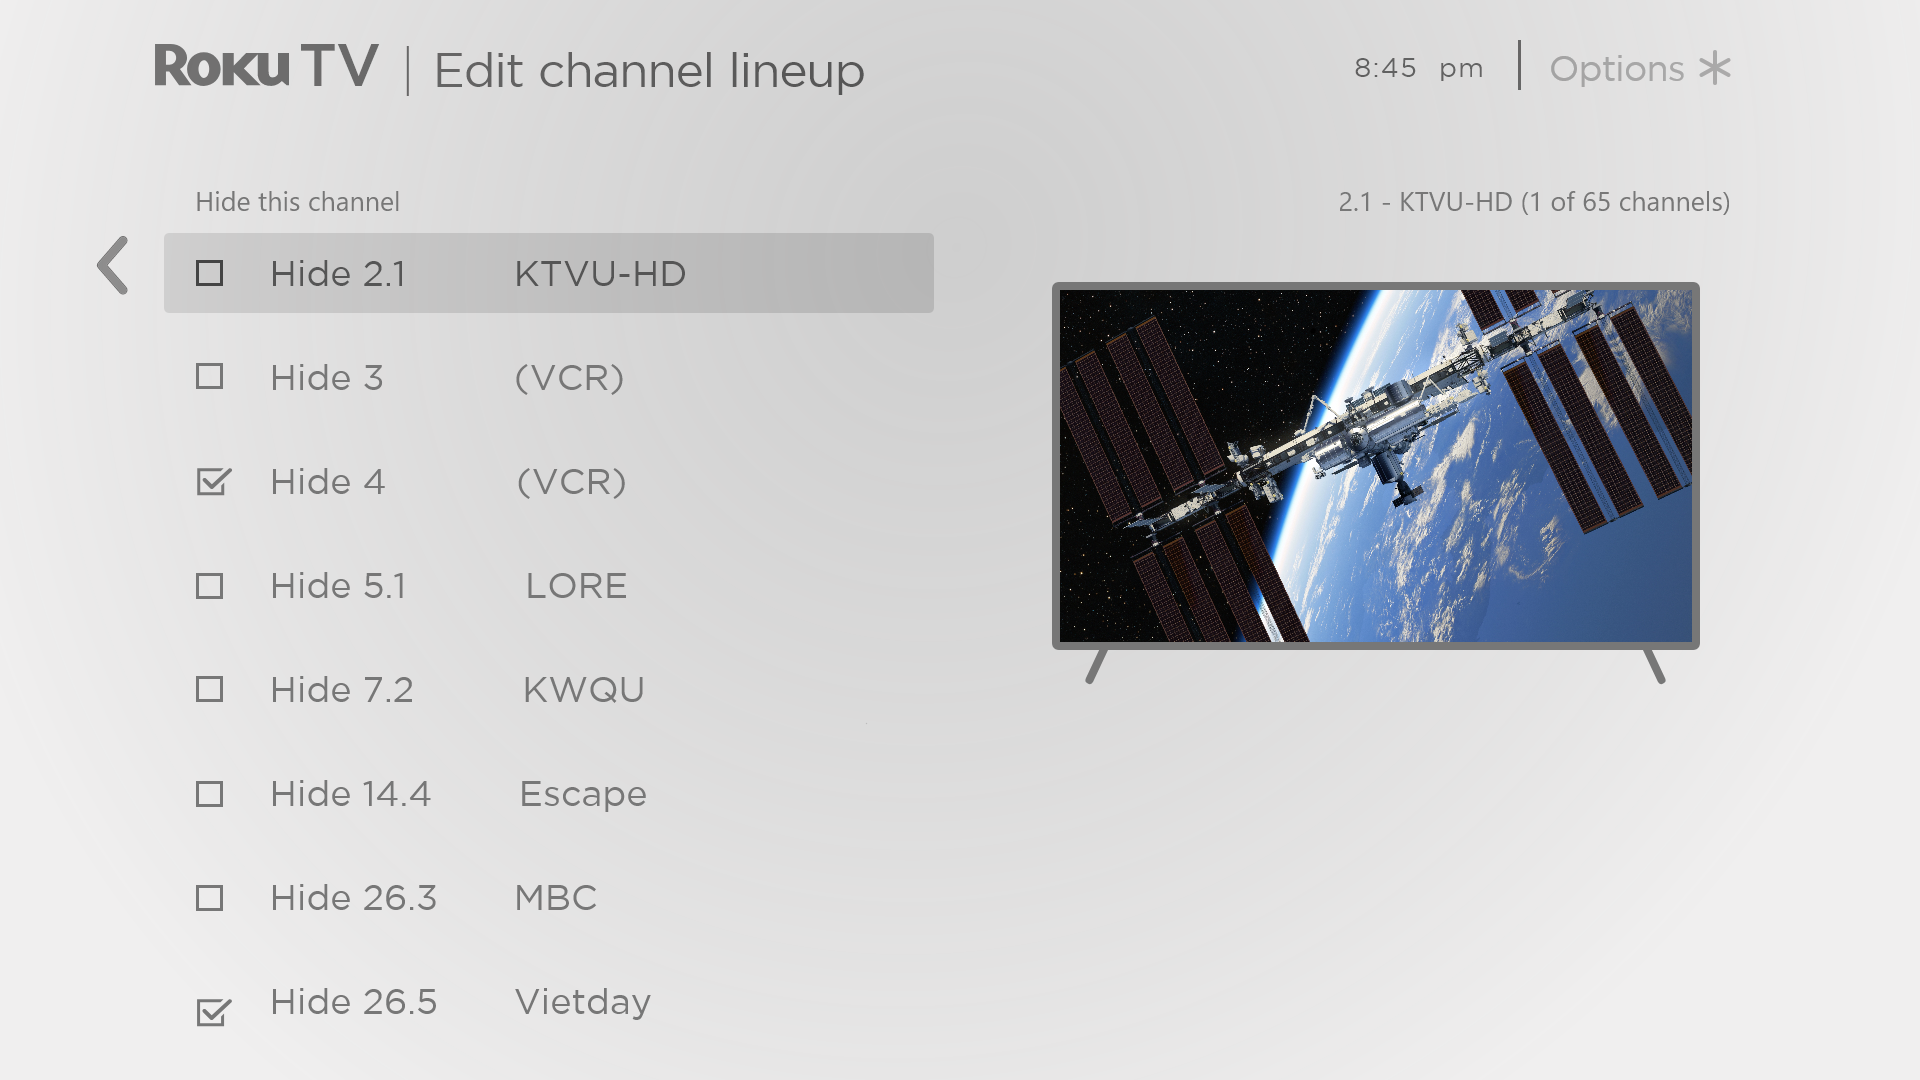 Roku TV | Edit channel lineup
8:45 pm | Options
Hide this channel
2.1 - KTVU-HD (1 of 65 channels)
Hide 2.1 KTVU-HD
Hide 3 (VCR)
Hide 4 (VCR)
Hide 5.1 LORE
Hide 7.2 KWQU
Hide 14.4 Escape
Hide 26.3 MBC
Hide 26.5 Vietday